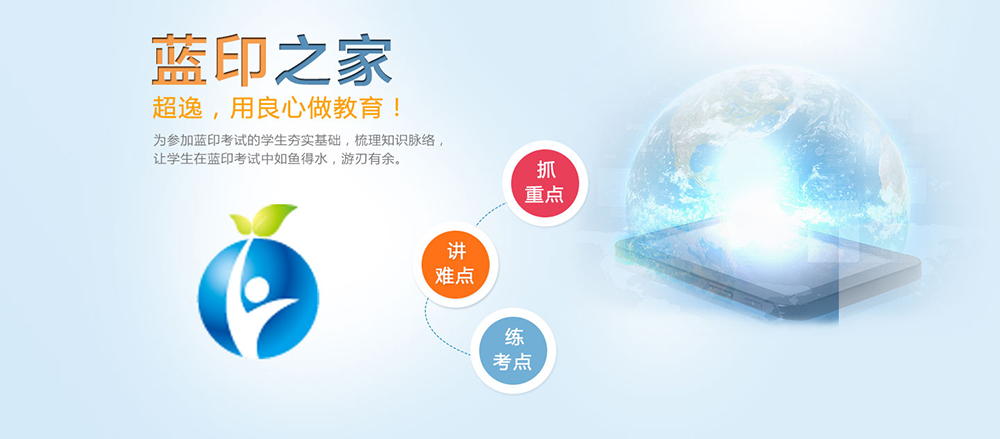 蓝印之家
超逸，用良心做教育！
为参加蓝印考试的学生夯实基础，梳理知识脉络，
让学生在蓝印考试中如鱼得水，游刃有余。
抓
重点
讲
难点
练
考点